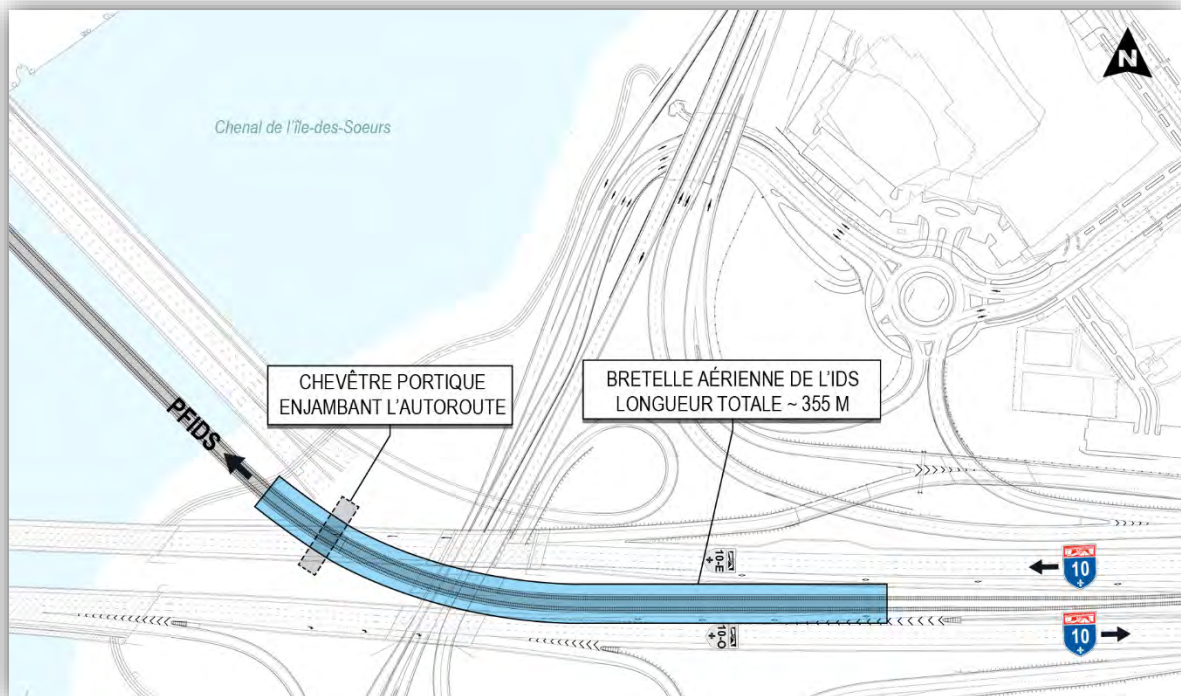 N
Chenal de l'île-des-Soeurs
CHEVÊTRE PORTIQUE
ENJAMBANT L'AUTOROUTE
BRETELLE AÉRIENNE DE L'IDS
LONGUEUR TOTALE ~ 355 M
PFIDS
10-E
10
10-O
10